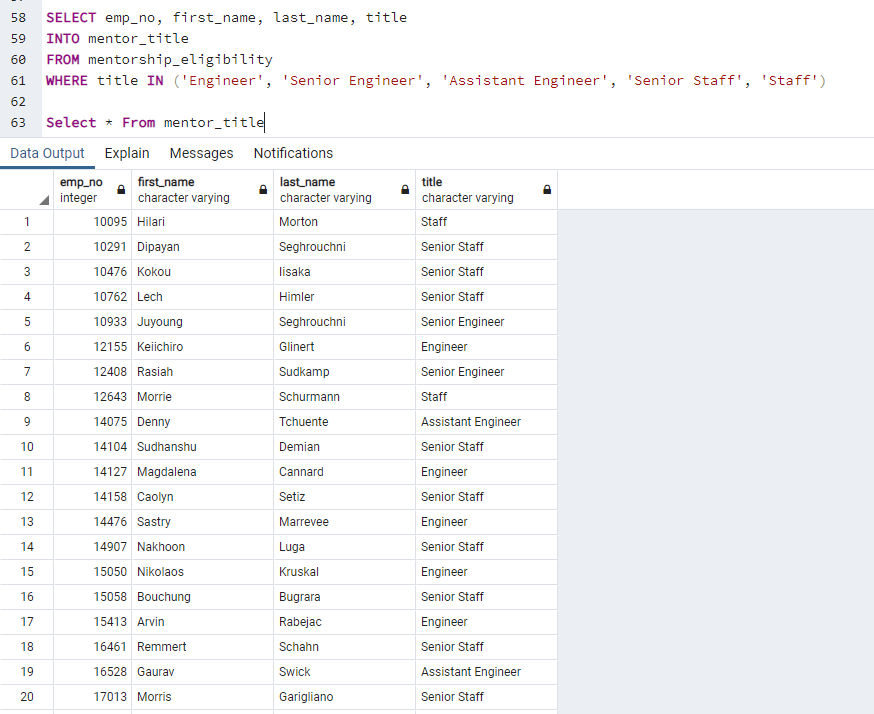 58 SELECT emp_no, first_name, last_name, title
59 INTO mentor_title
60 FROM mentorship_eligibility
61 WHERE title IN ('Engineer', 'Senior Engineer', 'Assistant Engineer', 'Senior Staff', 'Staff')
62
63 Select * From mentor_title
Data Output Explain Messages Notifications
emp_no first_name last_name title
integer character varying character varying character varying
1 10095 Hilari Morton Staff
2 10291 Dipayan Seghrouchni Senior Staff
3 10476 Kokou Iisaka Senior Staff
4 10762 Lech Himler Senior Staff
5 10933 Juyoung Seghrouchni Senior Engineer
6 12155 Keiichiro Glinert Engineer
7 12408 Rasiah Sudkamp Senior Engineer
8 12643 Morrie Schurmann Staff
9 14075 Denny Tchuente Assistant Engineer
10 14104 Sudhanshu Demian Senior Staff
11 14127 Magdalena Cannard Engineer
12 14158 Caolyn Setiz Senior Staff
13 14476 Sastry Marrevee Engineer
14 14907 Nakhoon Luga Senior Staff
15 15050 Nikolaos Kruskal Engineer
16 15058 Bouchung Bugrara Senior Staff
17 15413 Arvin Rabejac Engineer
18 16461 Remmert Schahn Senior Staff
19 16528 Gaurav Swick Assistant Engineer
20 17013 Morris Garigliano Senior Staff